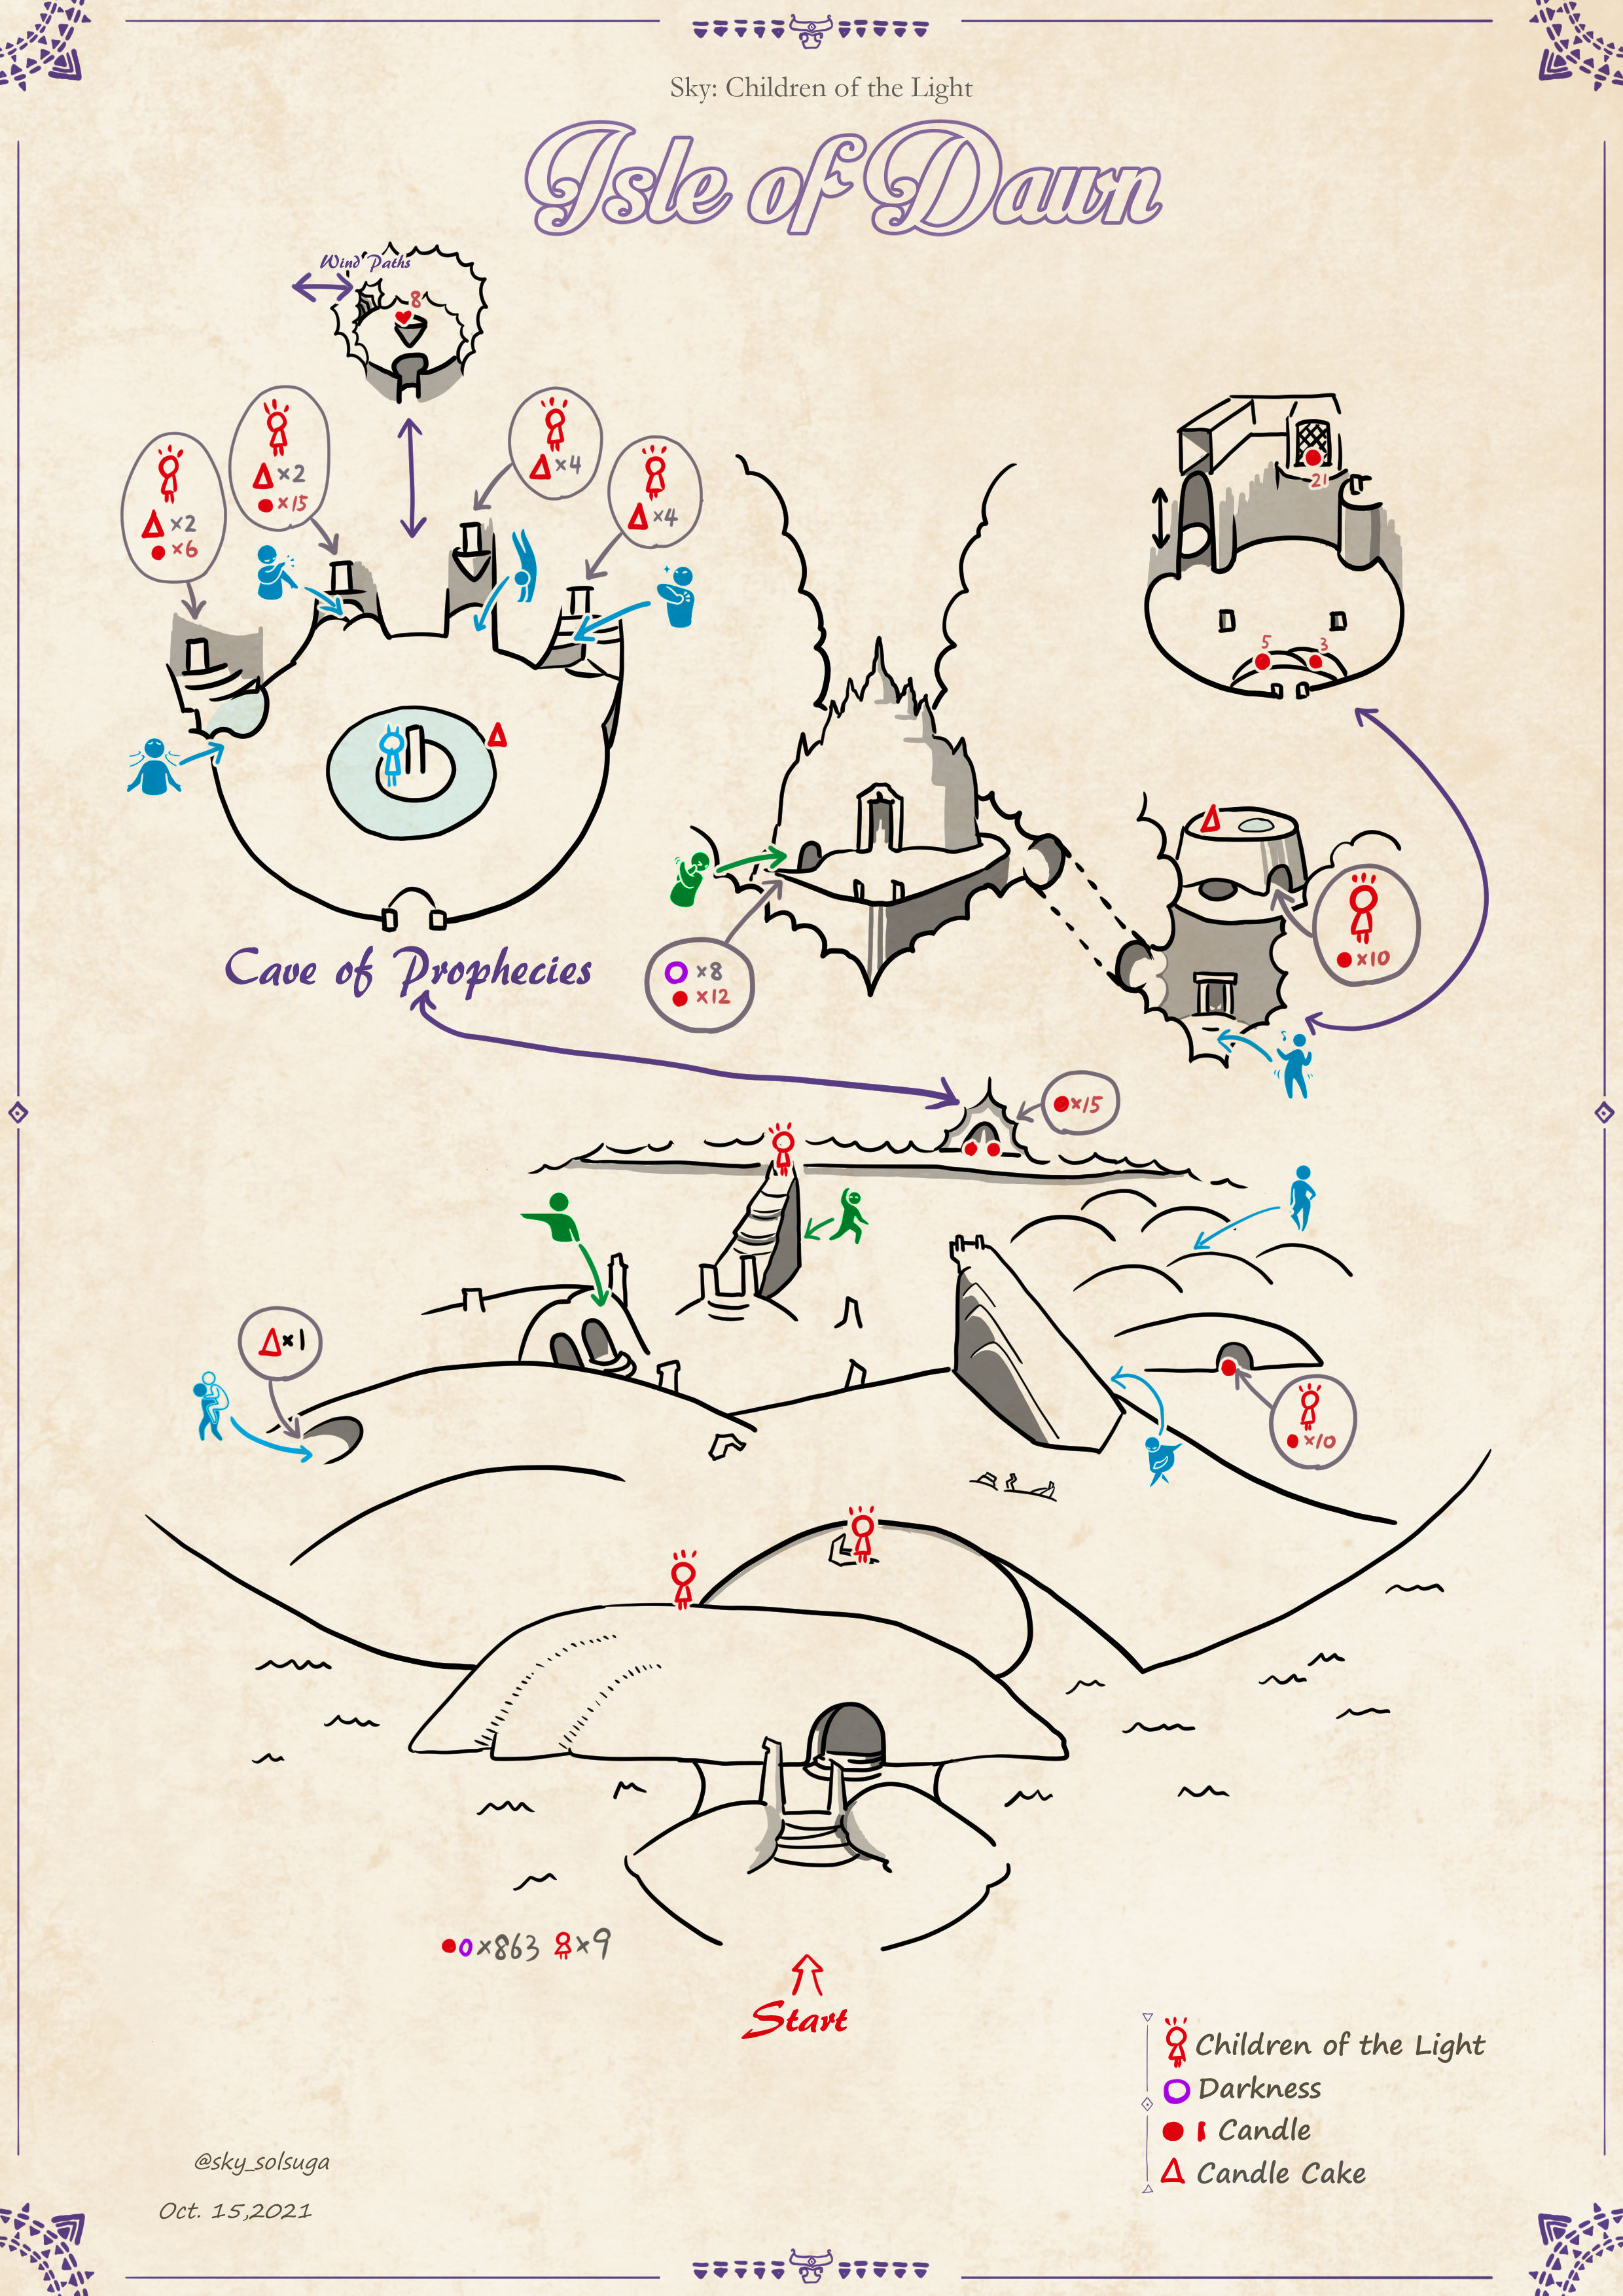 Sky: Children of the Light
Isle of Dawn
Wind Paths
8
×2
×15
×4
×2
×6
×4
21
5
3
Cave of Prophecies
×8
×12
×10
×15
×1
×10
×863 ×9
Start
Children of the Light
Darkness
Candle
Candle Cake
@sky_solsuga
Oct. 15,2021